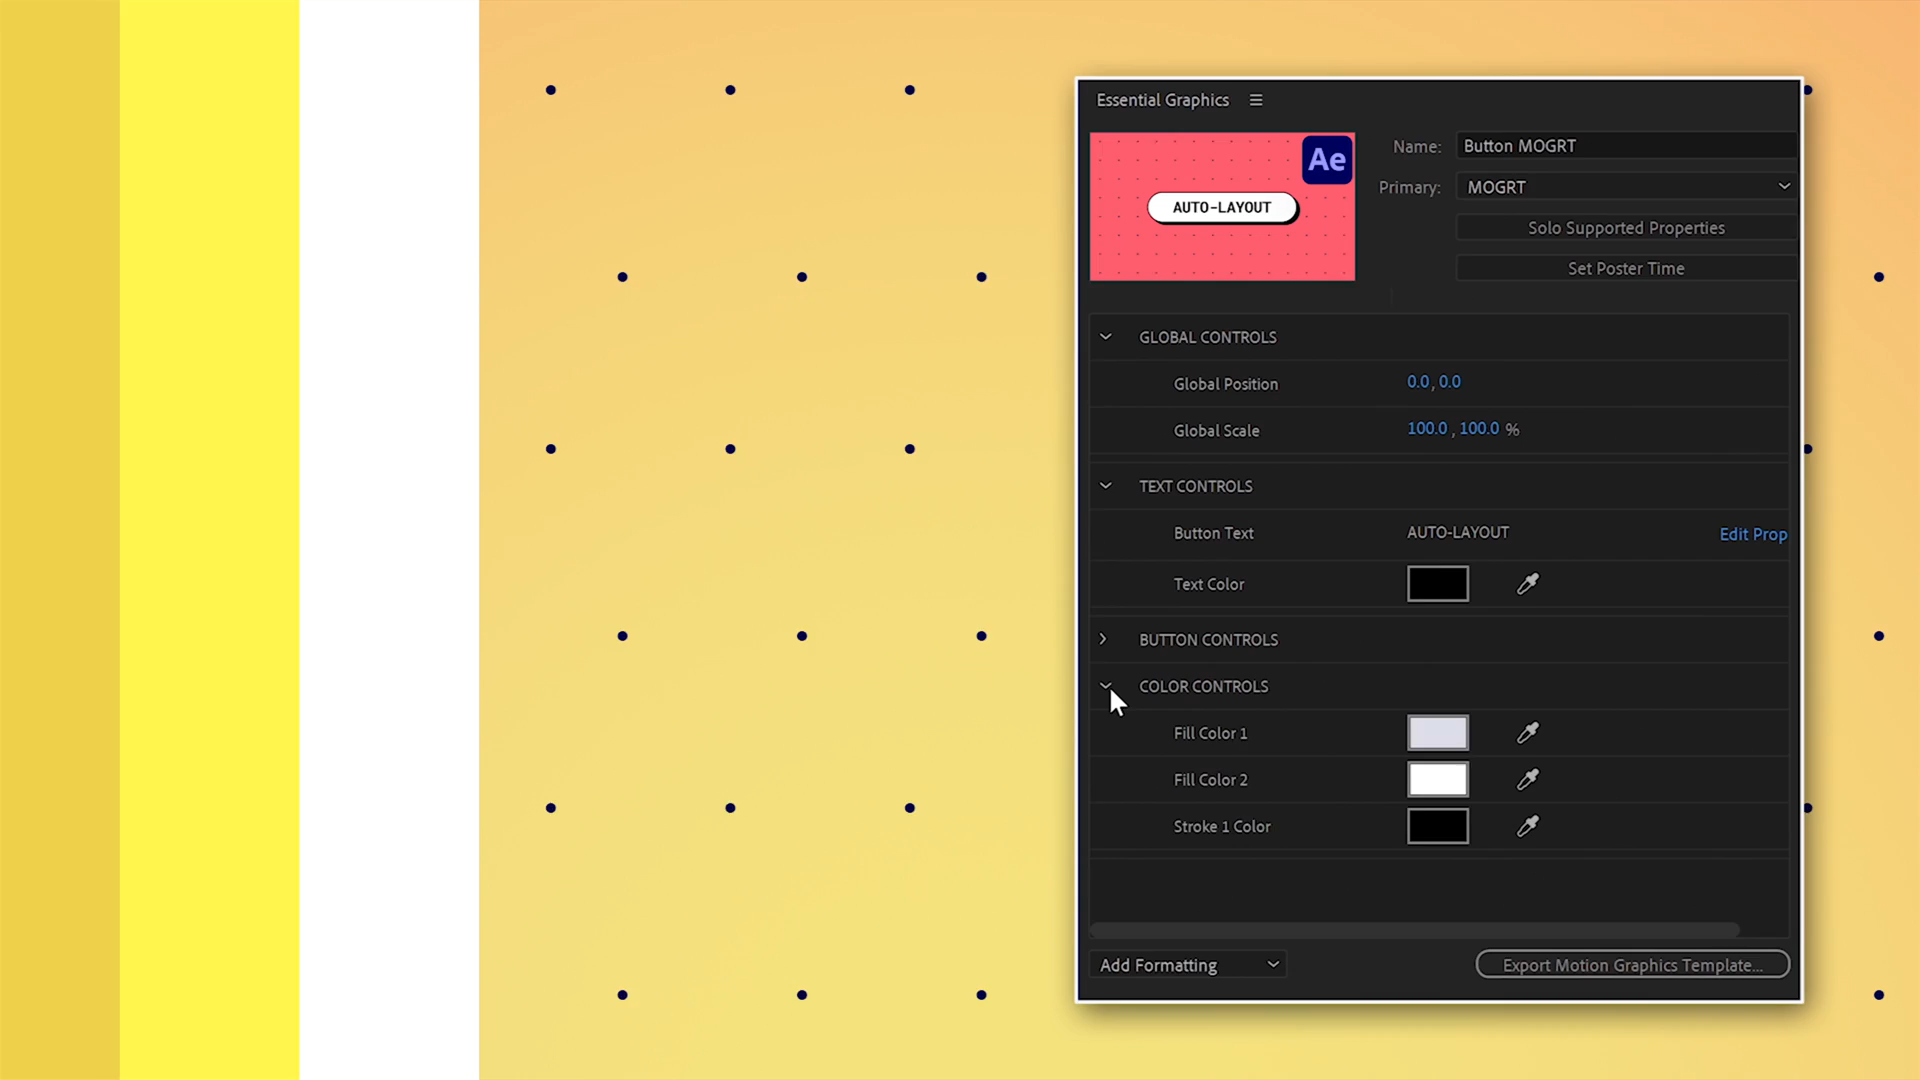 Essential Graphics
Ae
AUTO-LAYOUT
Name: Button MOGRT
Primary: MOGRT
Solo Supported Properties
Set Poster Time
GLOBAL CONTROLS
Global Position 0.0, 0.0
Global Scale 100.0, 100.0 %
TEXT CONTROLS
Button Text AUTO-LAYOUT Edit Prop
Text Color
BUTTON CONTROLS
COLOR CONTROLS
Fill Color 1
Fill Color 2
Stroke 1 Color
Add Formatting Export Motion Graphics Template...